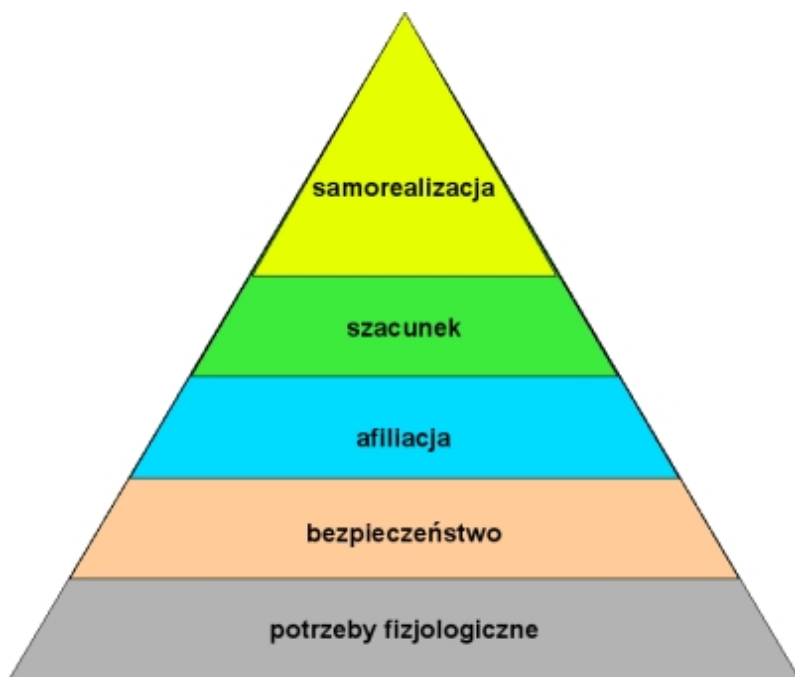 samorealizacja
szacunek
afiliacja
bezpieczeństwo
potrzeby fizjologiczne